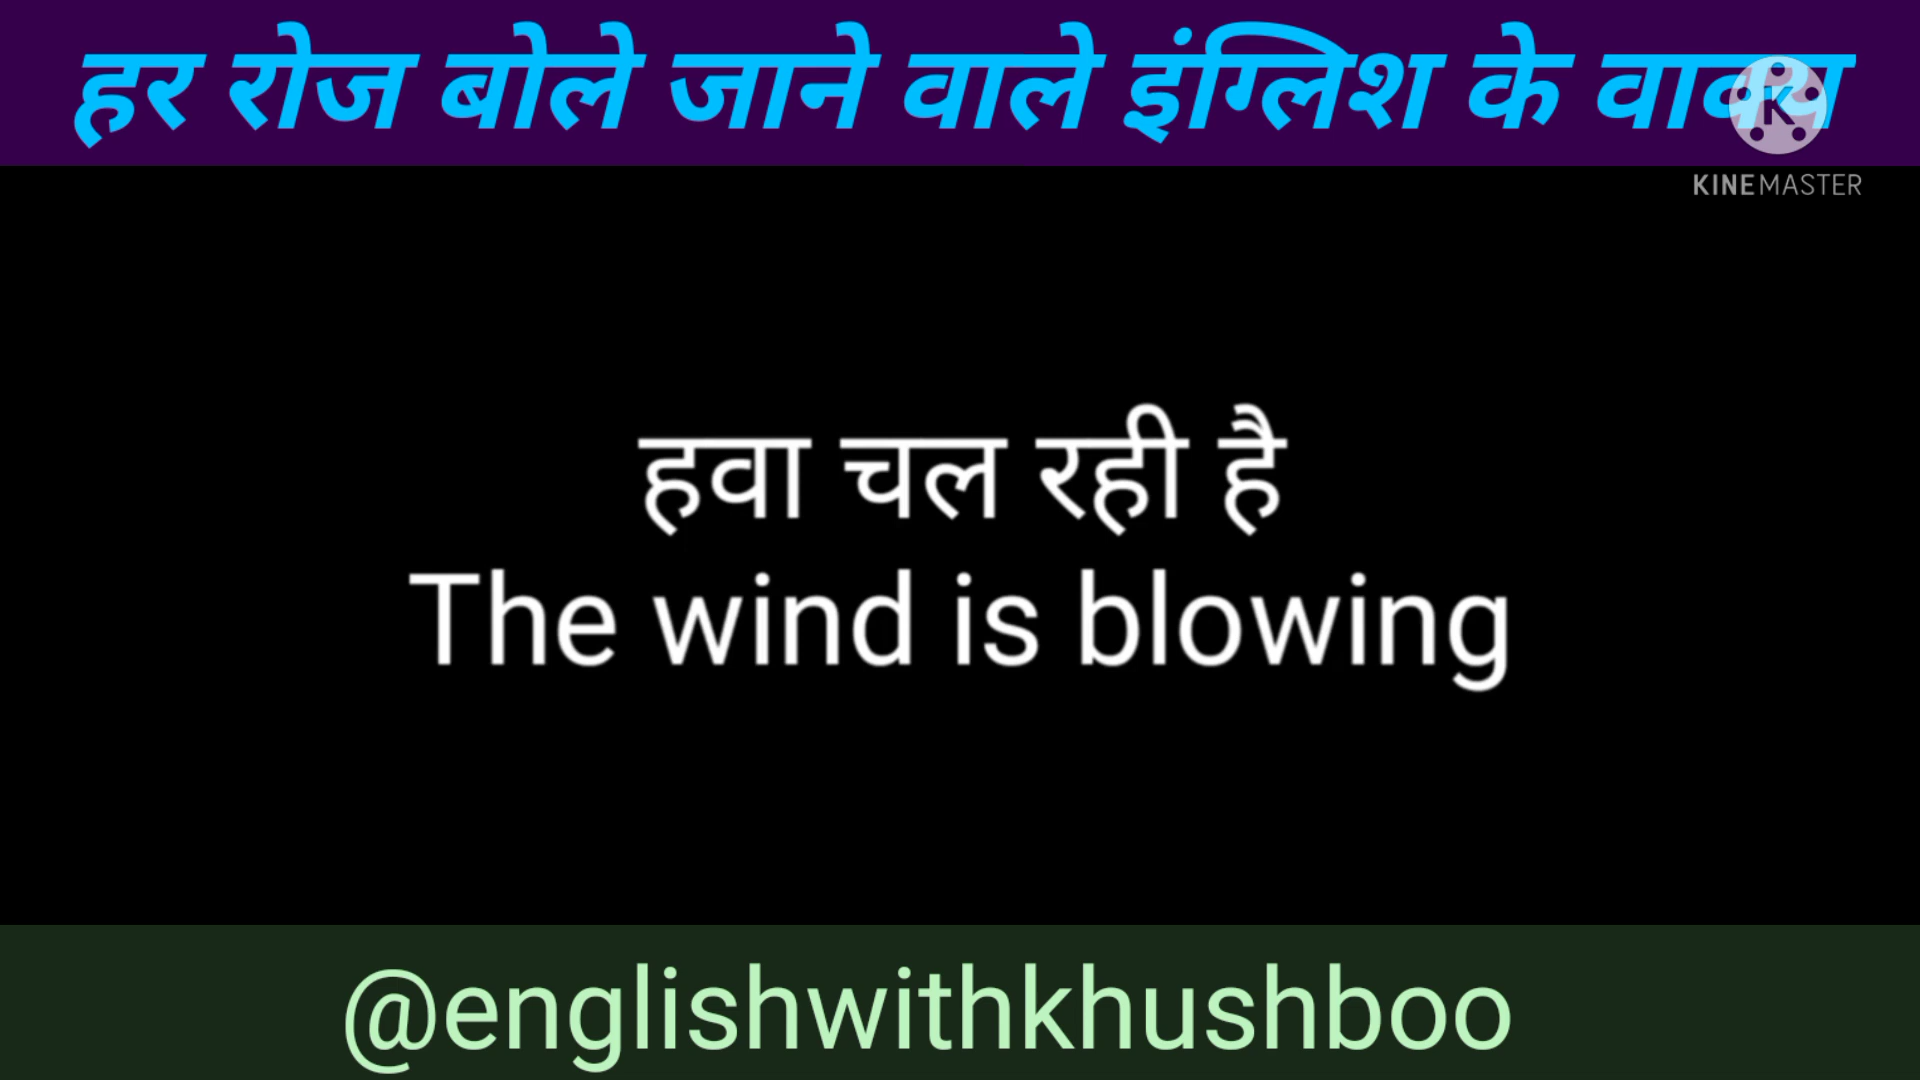 हर रोज बोले जाने वाले इंग्लिश के वाक्य
K
KINEMASTER
हवा चल रही है
The wind is blowing
@englishwithkhushboo